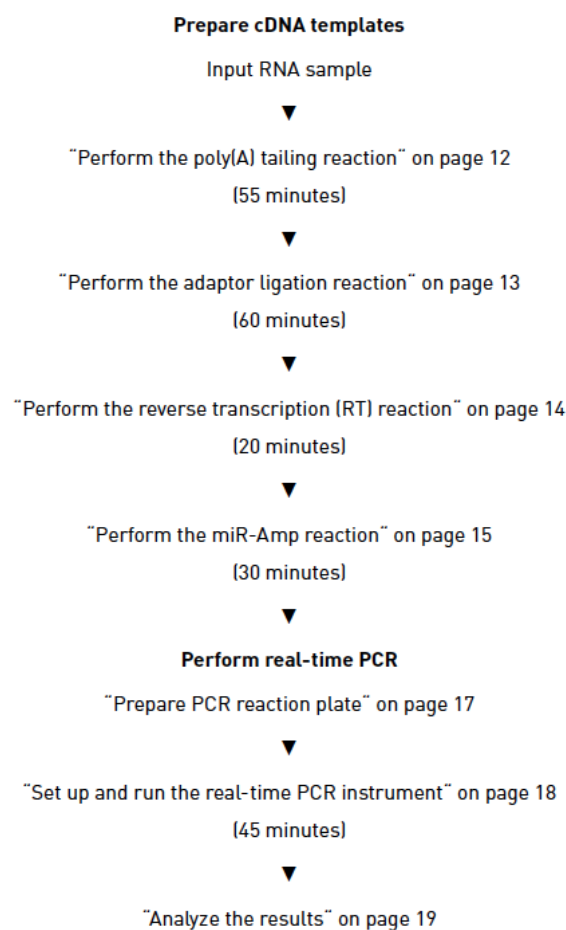 Prepare cDNA templates
Input RNA sample
▼
“Perform the poly(A) tailing reaction“ on page 12
(55 minutes)
▼
“Perform the adaptor ligation reaction“ on page 13
(60 minutes)
▼
“Perform the reverse transcription (RT) reaction“ on page 14
(20 minutes)
▼
“Perform the miR-Amp reaction“ on page 15
(30 minutes)
▼
Perform real-time PCR
“Prepare PCR reaction plate“ on page 17
▼
“Set up and run the real-time PCR instrument“ on page 18
(45 minutes)
▼
“Analyze the results“ on page 19